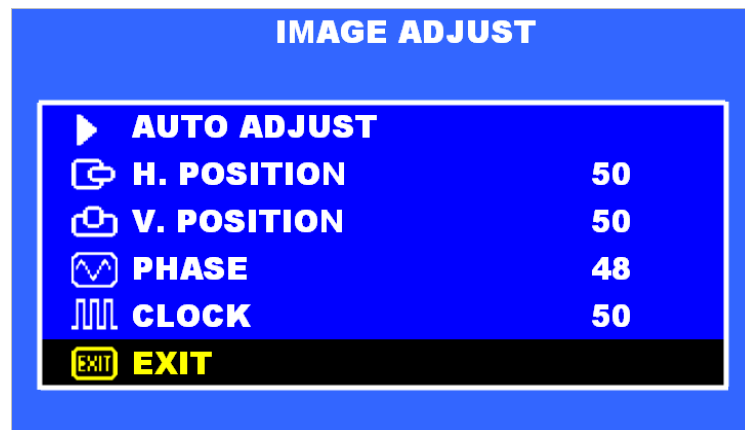 IMAGE ADJUST
AUTO ADJUST
H. POSITION 50
V. POSITION 50
PHASE 48
CLOCK 50
EXIT EXIT